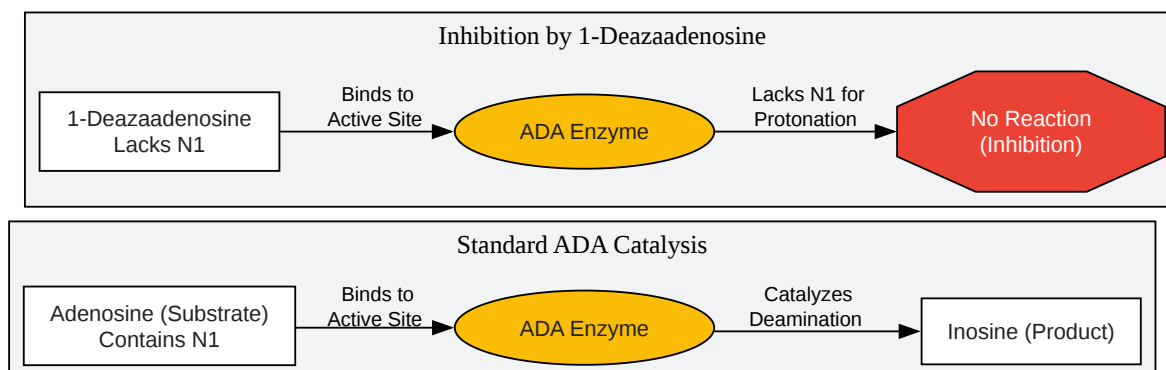 Inhibition by 1-Deazaadenosine
1-Deazaadenosine
Lacks N1
Binds to
Active Site
ADA Enzyme
Lacks N1 for
Protonation
No Reaction
(Inhibition)
Standard ADA Catalysis
Adenosine (Substrate)
Contains N1
Binds to
Active Site
ADA Enzyme
Catalyzes
Deamination
Inosine (Product)